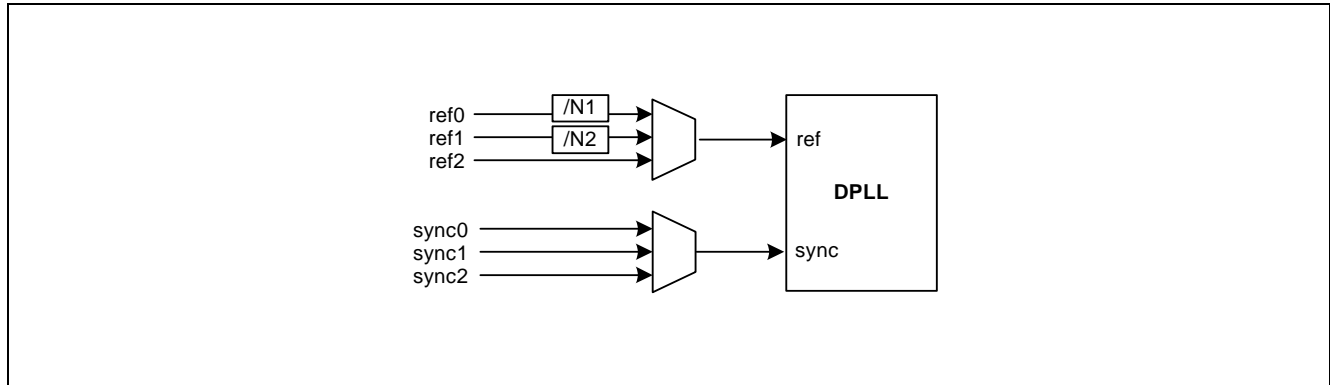 ref0
/N1
ref1
/N2
ref2
ref
DPLL
sync0
sync1
sync2
sync